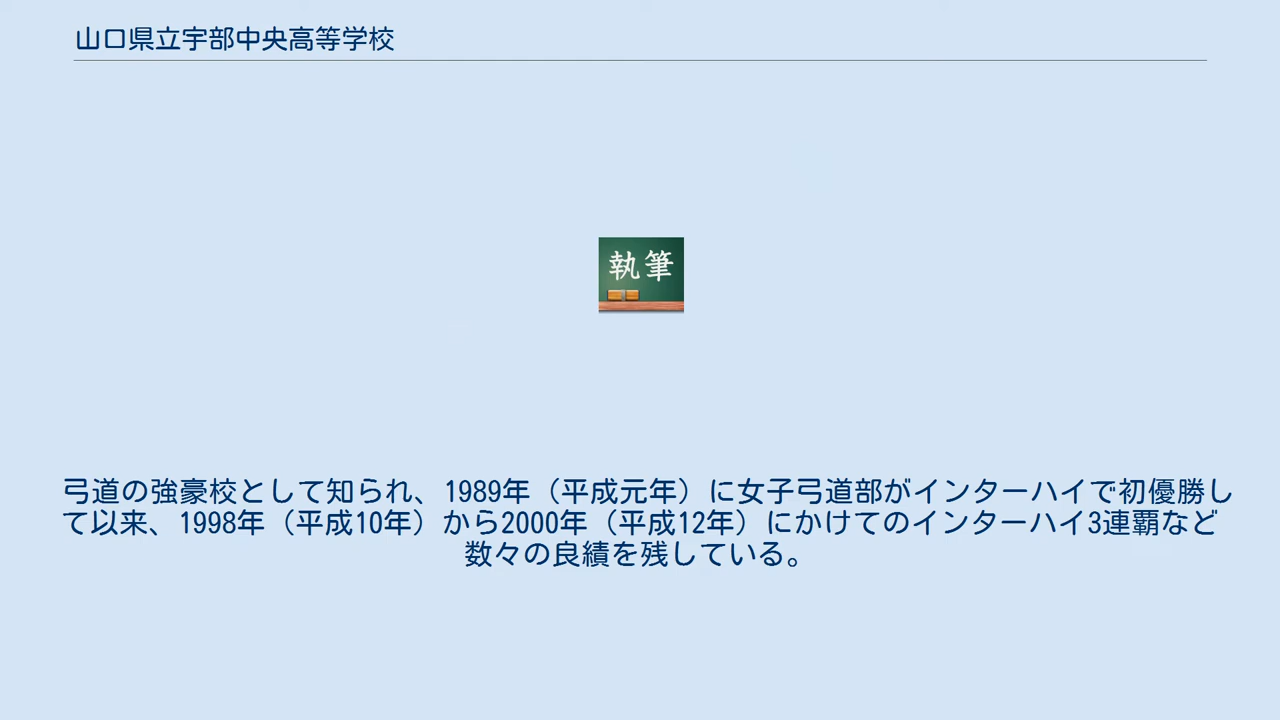 山口県立宇部中央高等学校
執筆
弓道の強豪校として知られ、1989年（平成元年）に女子弓道部がインターハイで初優勝し
て以来、1998年（平成10年）から2000年（平成12年）にかけてのインターハイ3連覇など
数々の良績を残している。